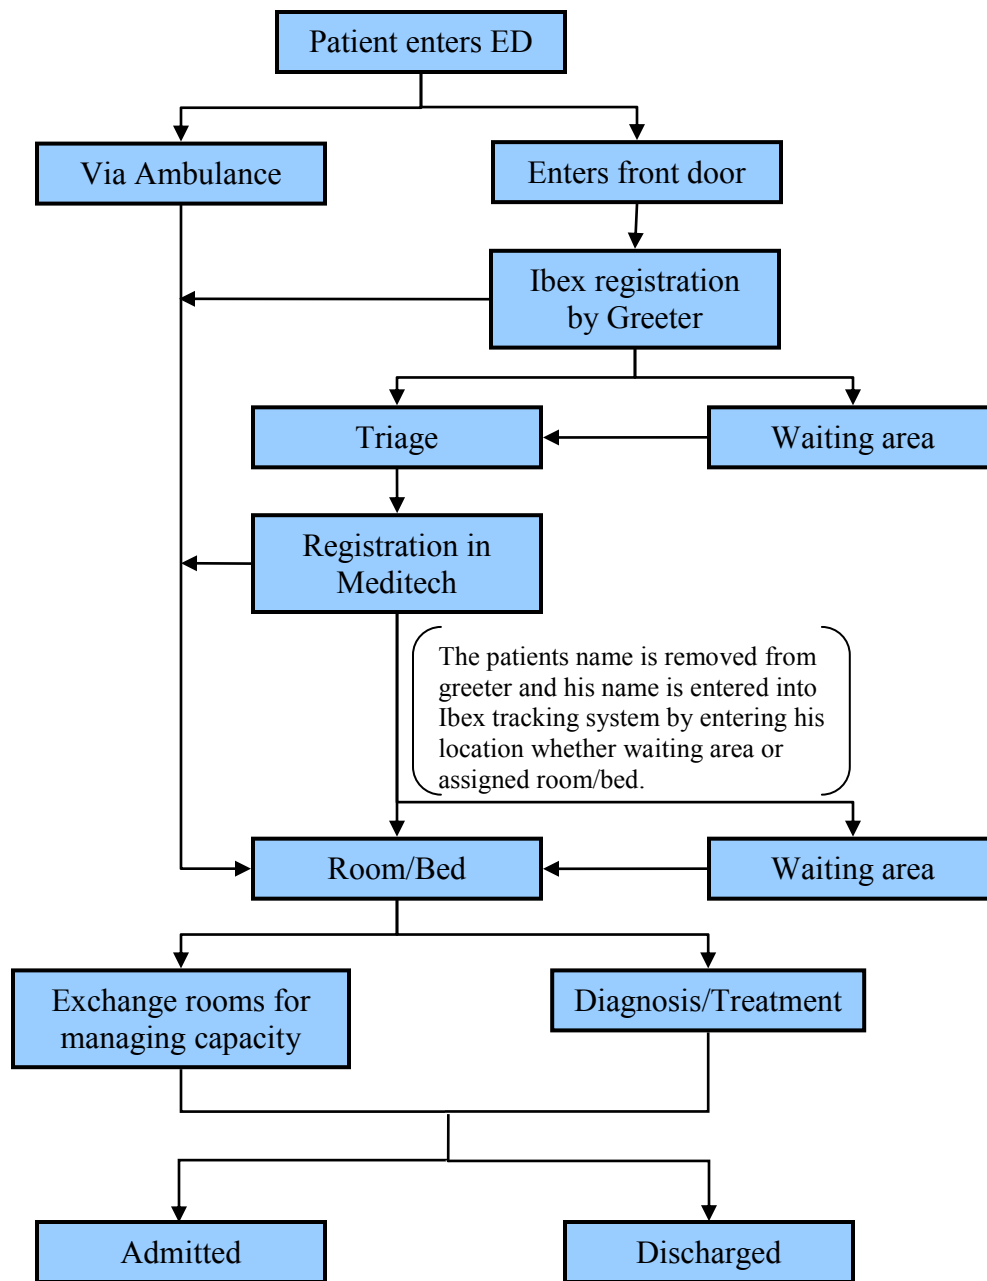 Patient enters ED
Via Ambulance
Enters front door
Ibex registration
by Greeter
Triage
Waiting area
Registration in
Meditech
The patients name is removed from
greeter and his name is entered into
Ibex tracking system by entering his
location whether waiting area or
assigned room/bed.
Room/Bed
Waiting area
Exchange rooms for
managing capacity
Diagnosis/Treatment
Admitted
Discharged